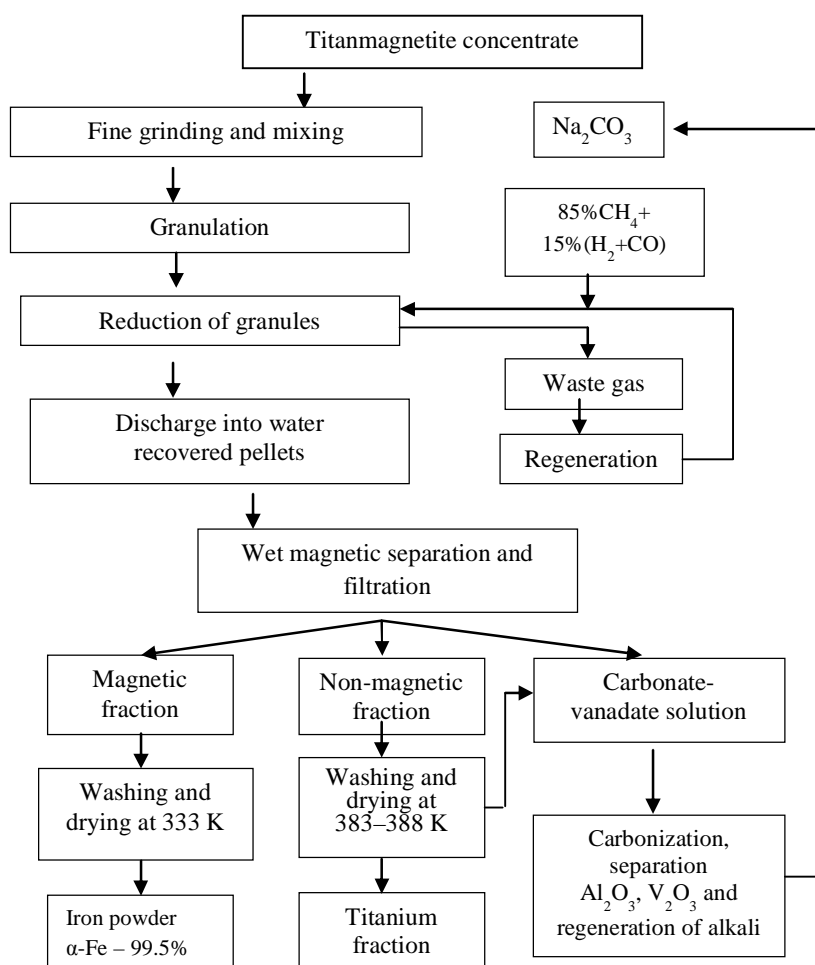 Titanmagnetite concentrate
Fine grinding and mixing
Na₂CO₃
Granulation
85%CH₄+
15%(H₂+CO)
Reduction of granules
Waste gas
Discharge into water
recovered pellets
Regeneration
Wet magnetic separation and
filtration
Magnetic
fraction
Non-magnetic
fraction
Carbonate-
vanadate solution
Washing and
drying at 333 K
Washing and
drying at
383–388 K
Carbonization,
separation
Al₂O₃, V₂O₃ and
regeneration of alkali
Iron powder
α-Fe – 99.5%
Titanium
fraction